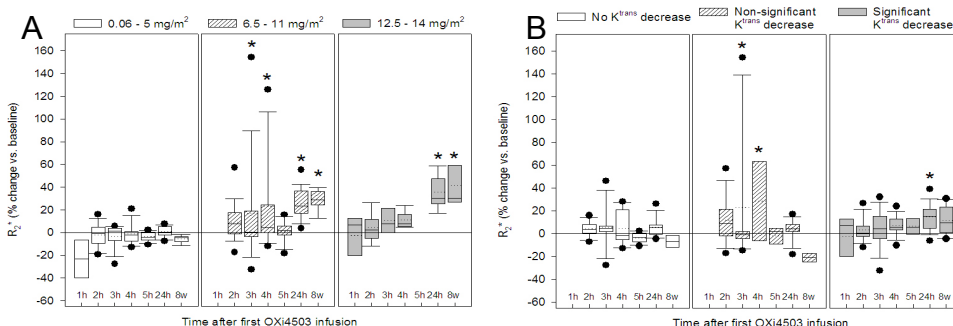 A
0.06 - 5 mg/m²
6.5 - 11 mg/m²
12.5 - 14 mg/m²
R₂* (% change vs. baseline)
160
140
120
100
80
60
40
20
0
-20
-40
-60
* * * * * *
1h 2h 3h 4h 5h 24h 8w
1h 2h 3h 4h 5h 24h 8w
1h 2h 3h 4h 5h 24h 8w
Time after first OXi4503 infusion
B
No Kᵗʳᵃⁿˢ decrease
Non-significant
Kᵗʳᵃⁿˢ decrease
Significant
Kᵗʳᵃⁿˢ decrease
R₂* (% change vs. baseline)
160
140
120
100
80
60
40
20
0
-20
-40
-60
* * *
1h 2h 3h 4h 5h 24h 8w
1h 2h 3h 4h 5h 24h 8w
1h 2h 3h 4h 5h 24h 8w
Time after first OXi4503 infusion